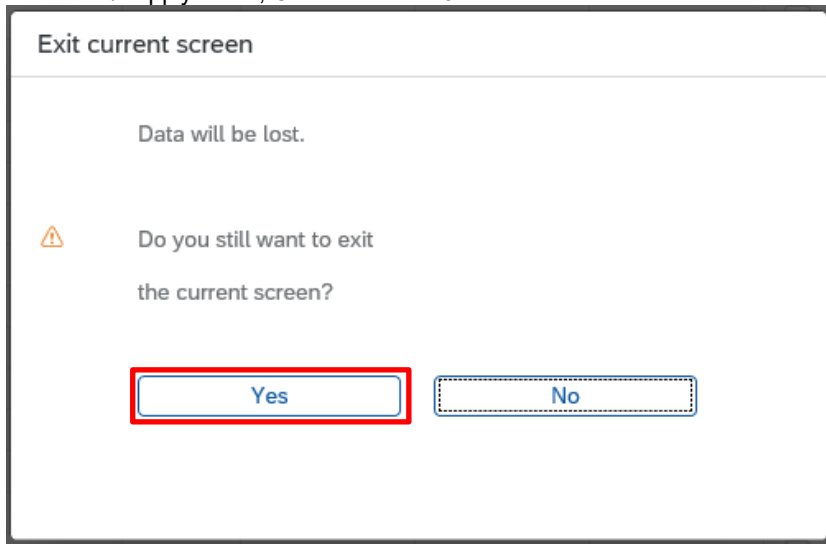 Exit current screen
Data will be lost.
Do you still want to exit
the current screen?
Yes No